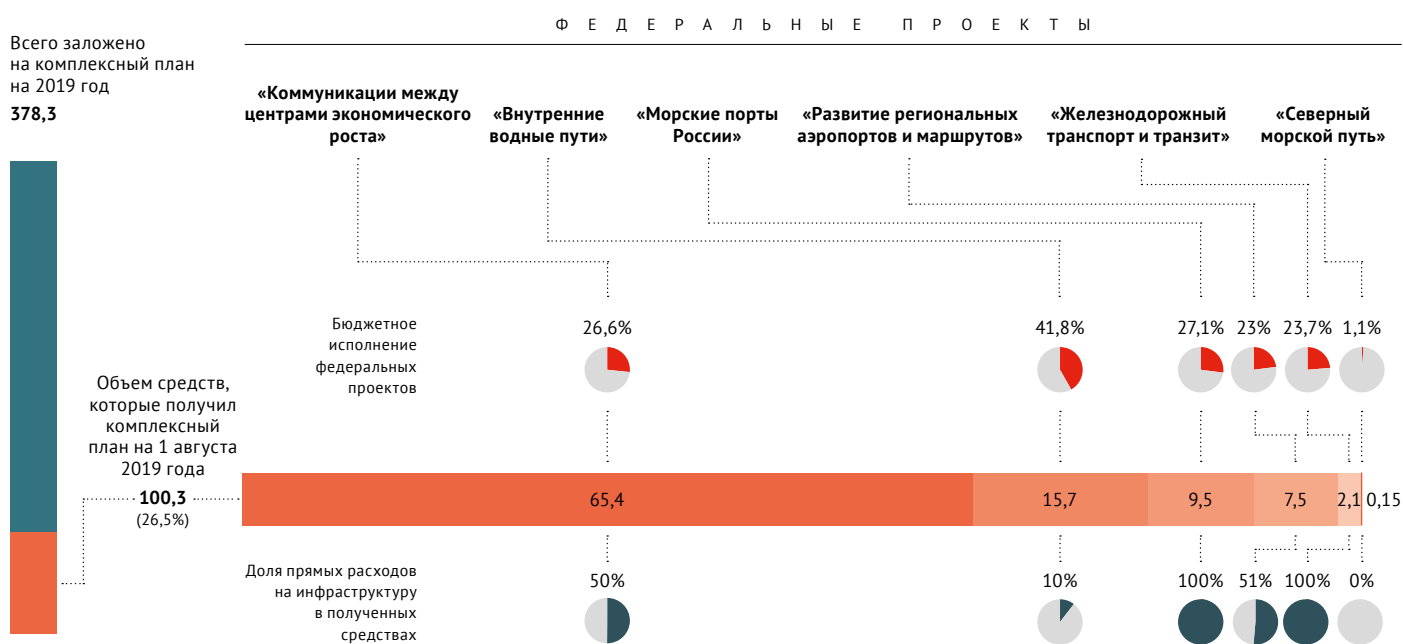 ФЕДЕРАЛЬНЫЕ ПРОЕКТЫ
Всего заложено
на комплексный план
на 2019 год
378,3
«Коммуникации между
центрами экономического
роста»
«Внутренние
водные пути»
«Морские порты
России»
«Развитие региональных
аэропортов и маршрутов»
«Железнодорожный
транспорт и транзит»
«Северный
морской путь»
Бюджетное
исполнение
федеральных
проектов
26,6%
41,8%
27,1%
23%
23,7%
1,1%
Объем средств,
которые получил
комплексный
план на 1 августа
2019 года
100,3
(26,5%)
65,4
15,7
9,5
7,5
2,1
0,15
Доля прямых расходов
на инфраструктуру
в полученных
средствах
50%
10%
100%
51%
100%
0%